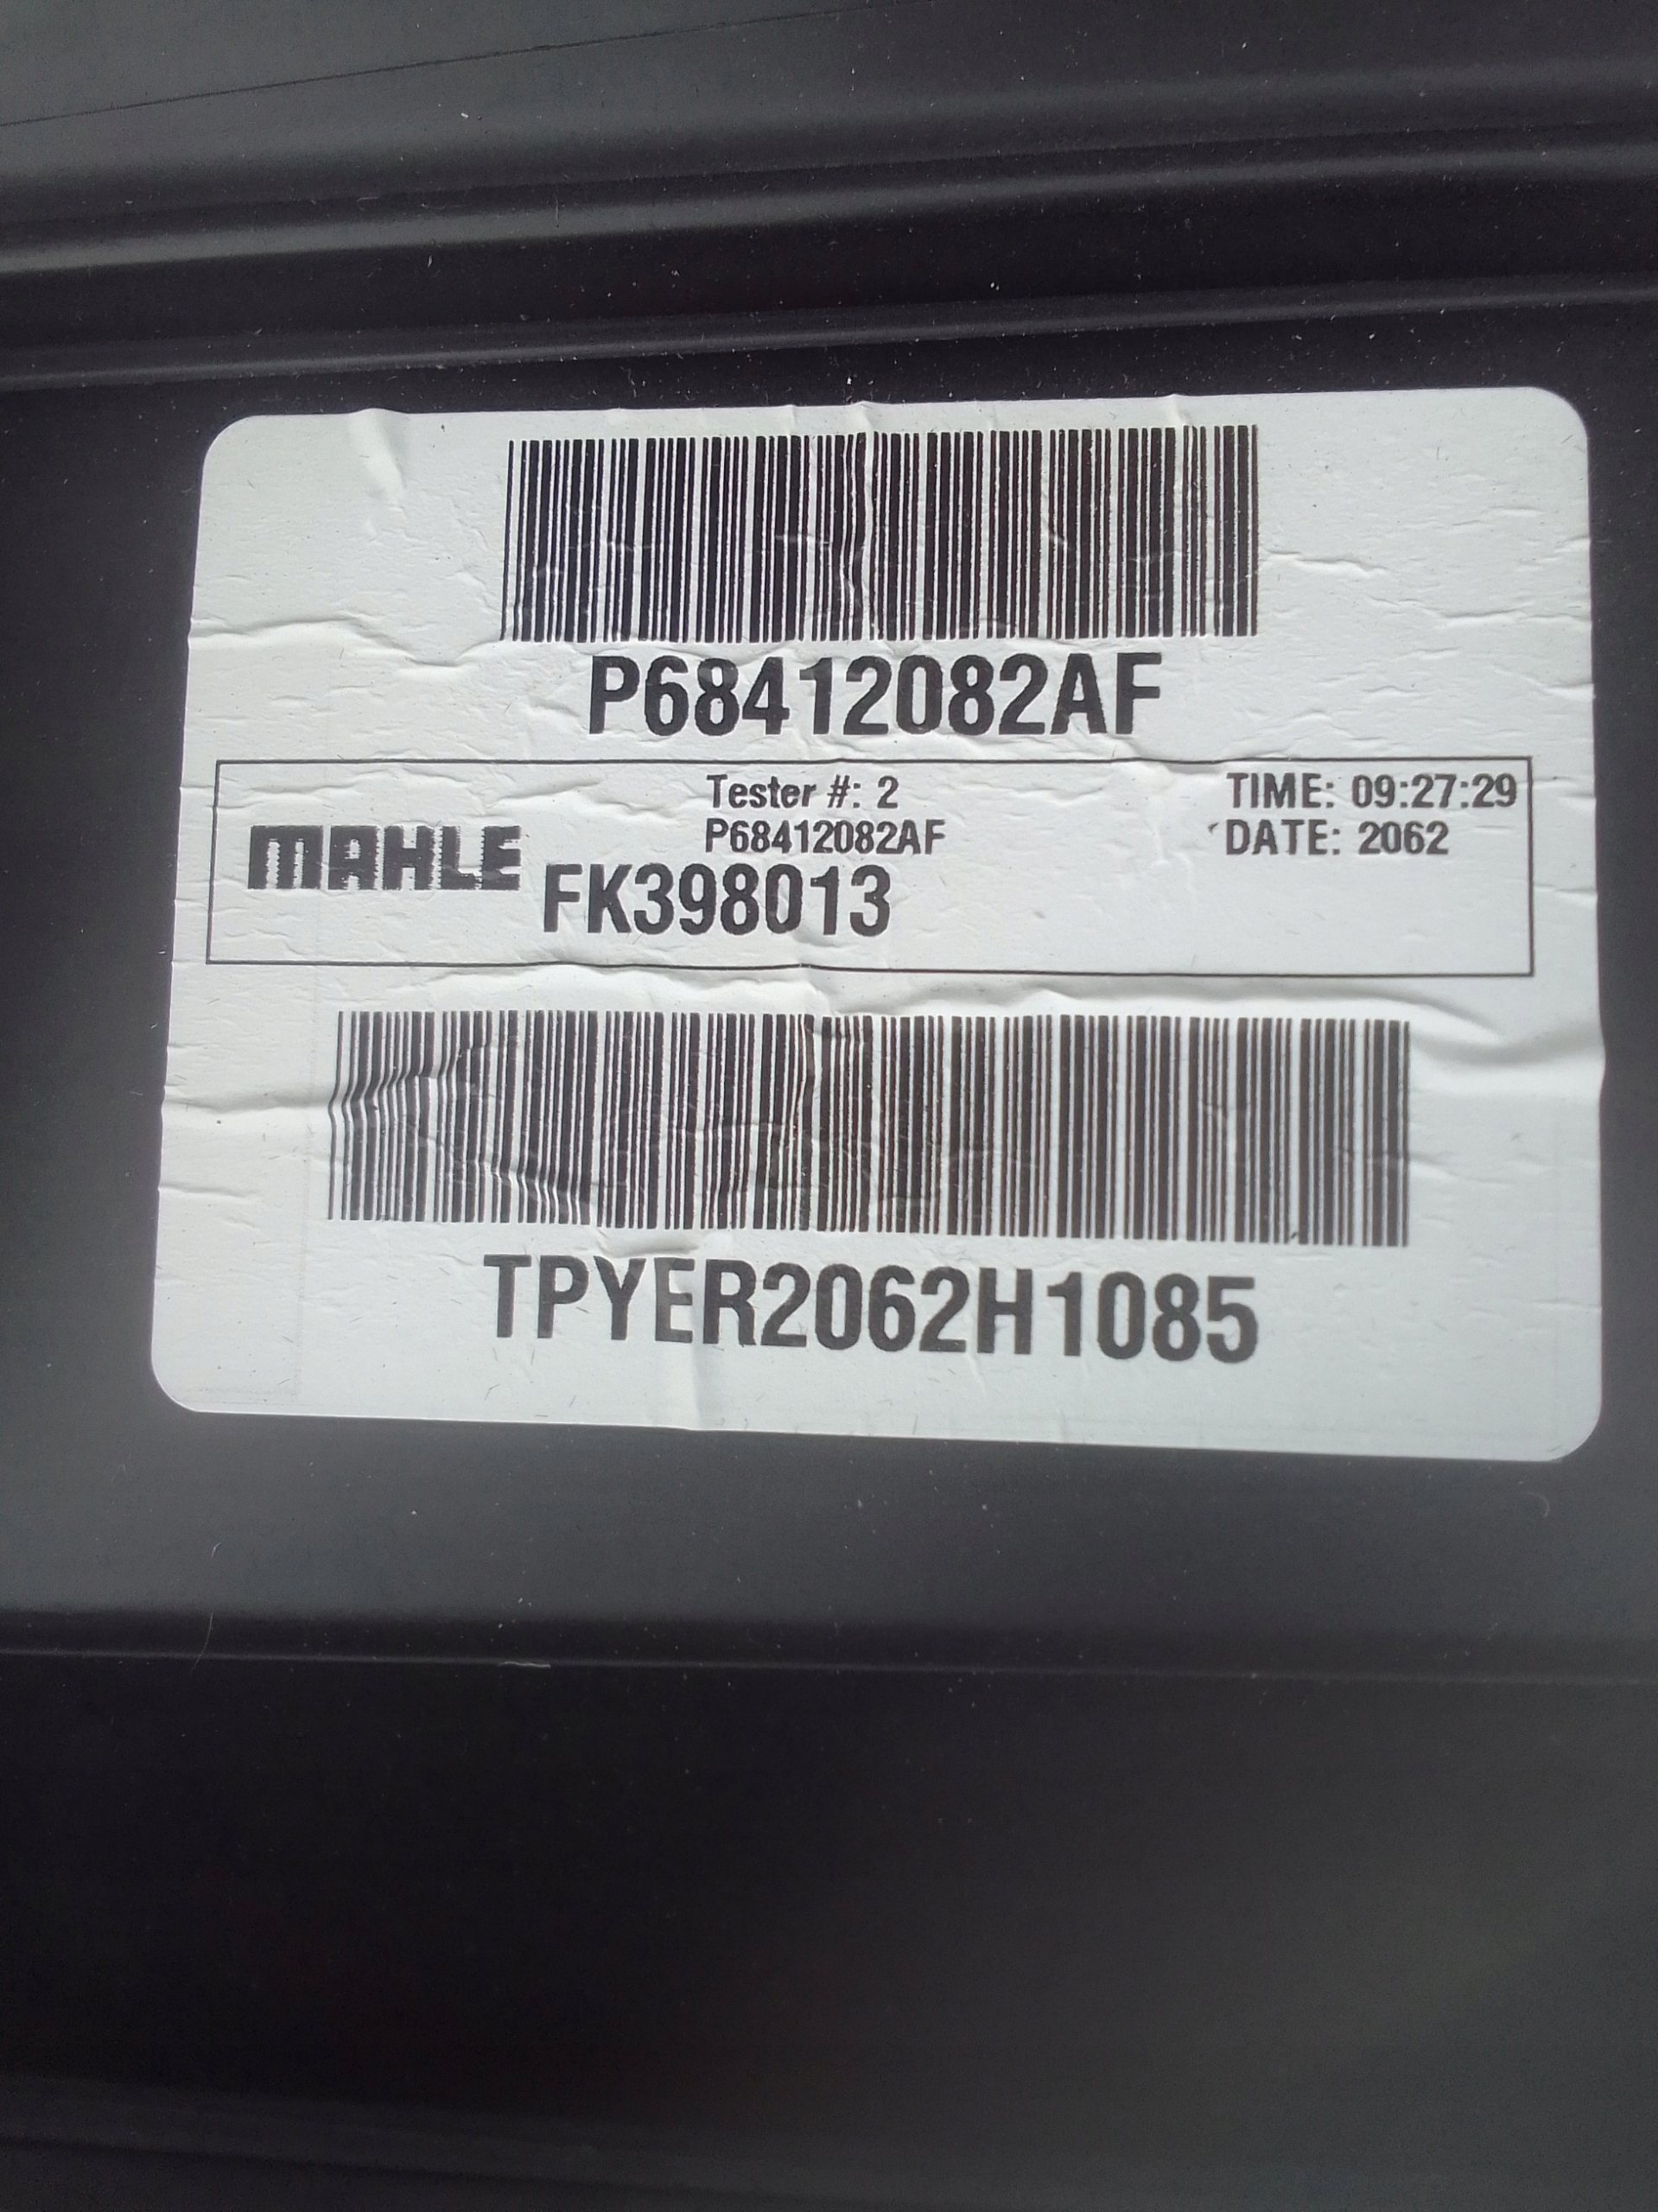 P68412082AF
Tester #: 2
P68412082AF
TIME: 09:27:29
DATE: 2062
MAHLE
FK398013
TPYER2062H1085